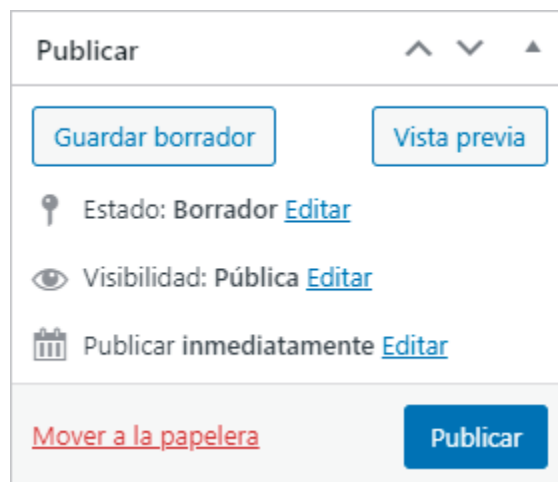 Publicar
Guardar borrador Vista previa
Estado: Borrador Editar
Visibilidad: Pública Editar
Publicar inmediatamente Editar
Mover a la papelera Publicar